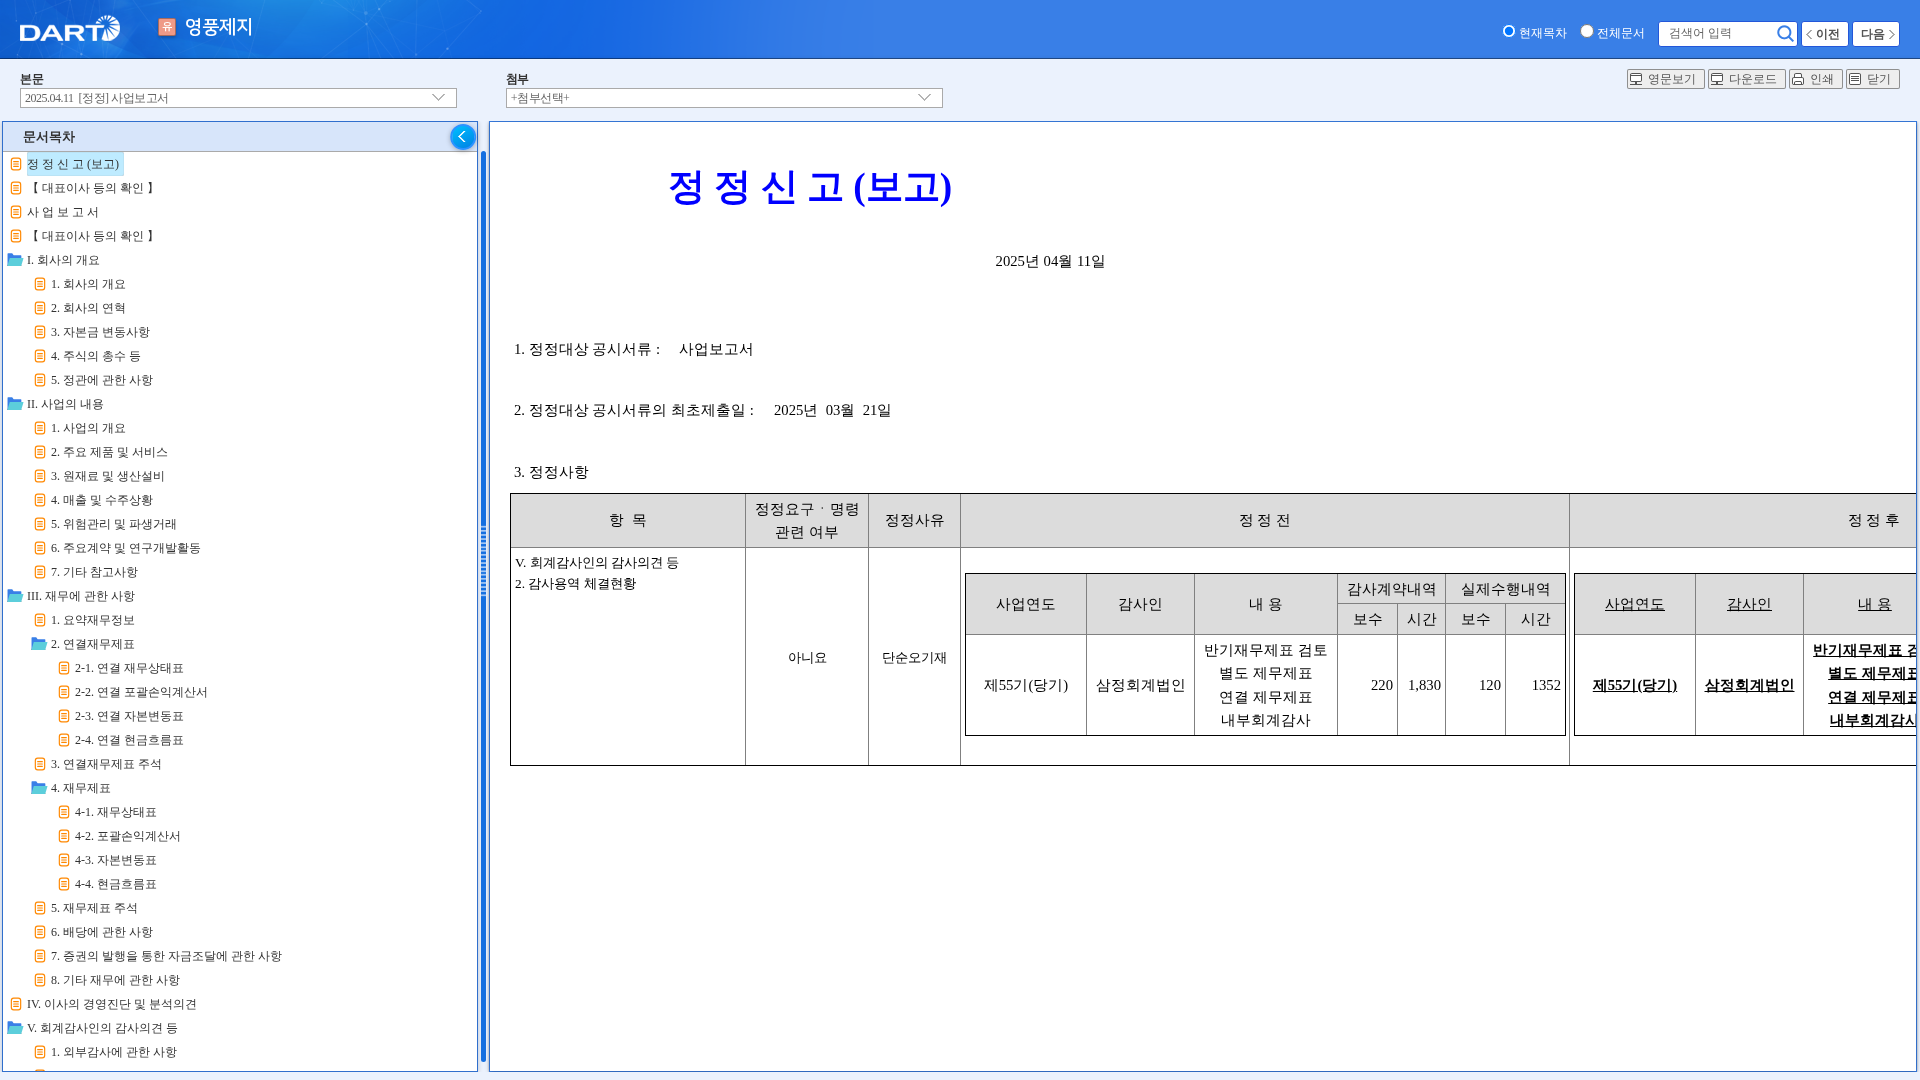 DART
유 영풍제지
현재목차 전체문서 검색어 입력 이전 다음
본문
2025.04.11 [정정] 사업보고서
첨부
+첨부선택+
영문보기 다운로드 인쇄 닫기
문서목차
정 정 신 고 (보고)
【 대표이사 등의 확인 】
사 업 보 고 서
【 대표이사 등의 확인 】
I. 회사의 개요
1. 회사의 개요
2. 회사의 연혁
3. 자본금 변동사항
4. 주식의 총수 등
5. 정관에 관한 사항
II. 사업의 내용
1. 사업의 개요
2. 주요 제품 및 서비스
3. 원재료 및 생산설비
4. 매출 및 수주상황
5. 위험관리 및 파생거래
6. 주요계약 및 연구개발활동
7. 기타 참고사항
III. 재무에 관한 사항
1. 요약재무정보
2. 연결재무제표
2-1. 연결 재무상태표
2-2. 연결 포괄손익계산서
2-3. 연결 자본변동표
2-4. 연결 현금흐름표
3. 연결재무제표 주석
4. 재무제표
4-1. 재무상태표
4-2. 포괄손익계산서
4-3. 자본변동표
4-4. 현금흐름표
5. 재무제표 주석
6. 배당에 관한 사항
7. 증권의 발행을 통한 자금조달에 관한 사항
8. 기타 재무에 관한 사항
IV. 이사의 경영진단 및 분석의견
V. 회계감사인의 감사의견 등
1. 외부감사에 관한 사항
정 정 신 고 (보고)
2025년 04월 11일
1. 정정대상 공시서류 : 사업보고서
2. 정정대상 공시서류의 최초제출일 : 2025년 03월 21일
3. 정정사항
항 목
정정요구ㆍ명령
관련 여부
정정사유
정 정 전
정 정 후
V. 회계감사인의 감사의견 등
2. 감사용역 체결현황
아니요
단순오기재
사업연도 감사인 내 용 감사계약내역 실제수행내역
보수 시간 보수 시간
제55기(당기) 삼정회계법인
반기재무제표 검토
별도 제무제표
연결 제무제표
내부회계감사
220 1,830 120 1352
사업연도 감사인 내 용
제55기(당기) 삼정회계법인
반기재무제표
별도 제무제표
연결 제무제표
내부회계감사